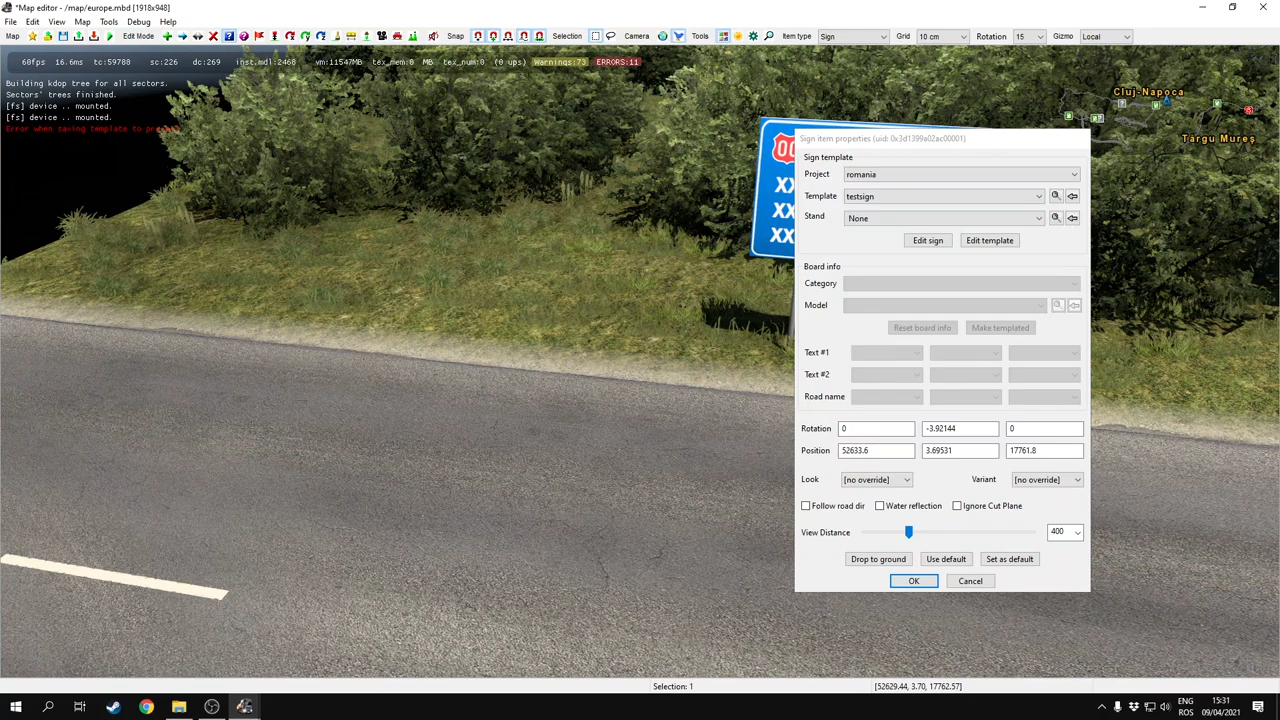 *Map editor - /map/europe.mbd [1918x948]
File Edit View Map Tools Debug Help
Map Edit Mode Snap Selection Camera Tools Item type Sign Grid 10 cm Rotation 15 Gizmo Local
60fps 16.6ms tc:59788 sc:226 dc:269 inst.mdl:2468 vm:11547MB tex_mem:0 MB tex_num:0 (0 ups) Warnings:73 ERRORS:11
Building kdop tree for all sectors.
Sectors' trees finished.
[fs] device .. mounted.
[fs] device .. mounted.
Error when saving template to
Cluj-Napoca
Târgu Mureș
00
XX
XX
XX
Sign item properties (uid: 0x3d1399a02ac00001)
Sign template
Project romania
Template testsign
Stand None
Edit sign Edit template
Board info
Category
Model
Reset board info Make templated
Text #1
Text #2
Road name
Rotation 0 -3.92144 0
Position 52633.6 3.69531 17761.8
Look [no override] Variant [no override]
Follow road dir Water reflection Ignore Cut Plane
View Distance 400
Drop to ground Use default Set as default
OK Cancel
Selection: 1 [52629.44, 3.70, 17762.57]
ENG 15:31
ROS 09/04/2021